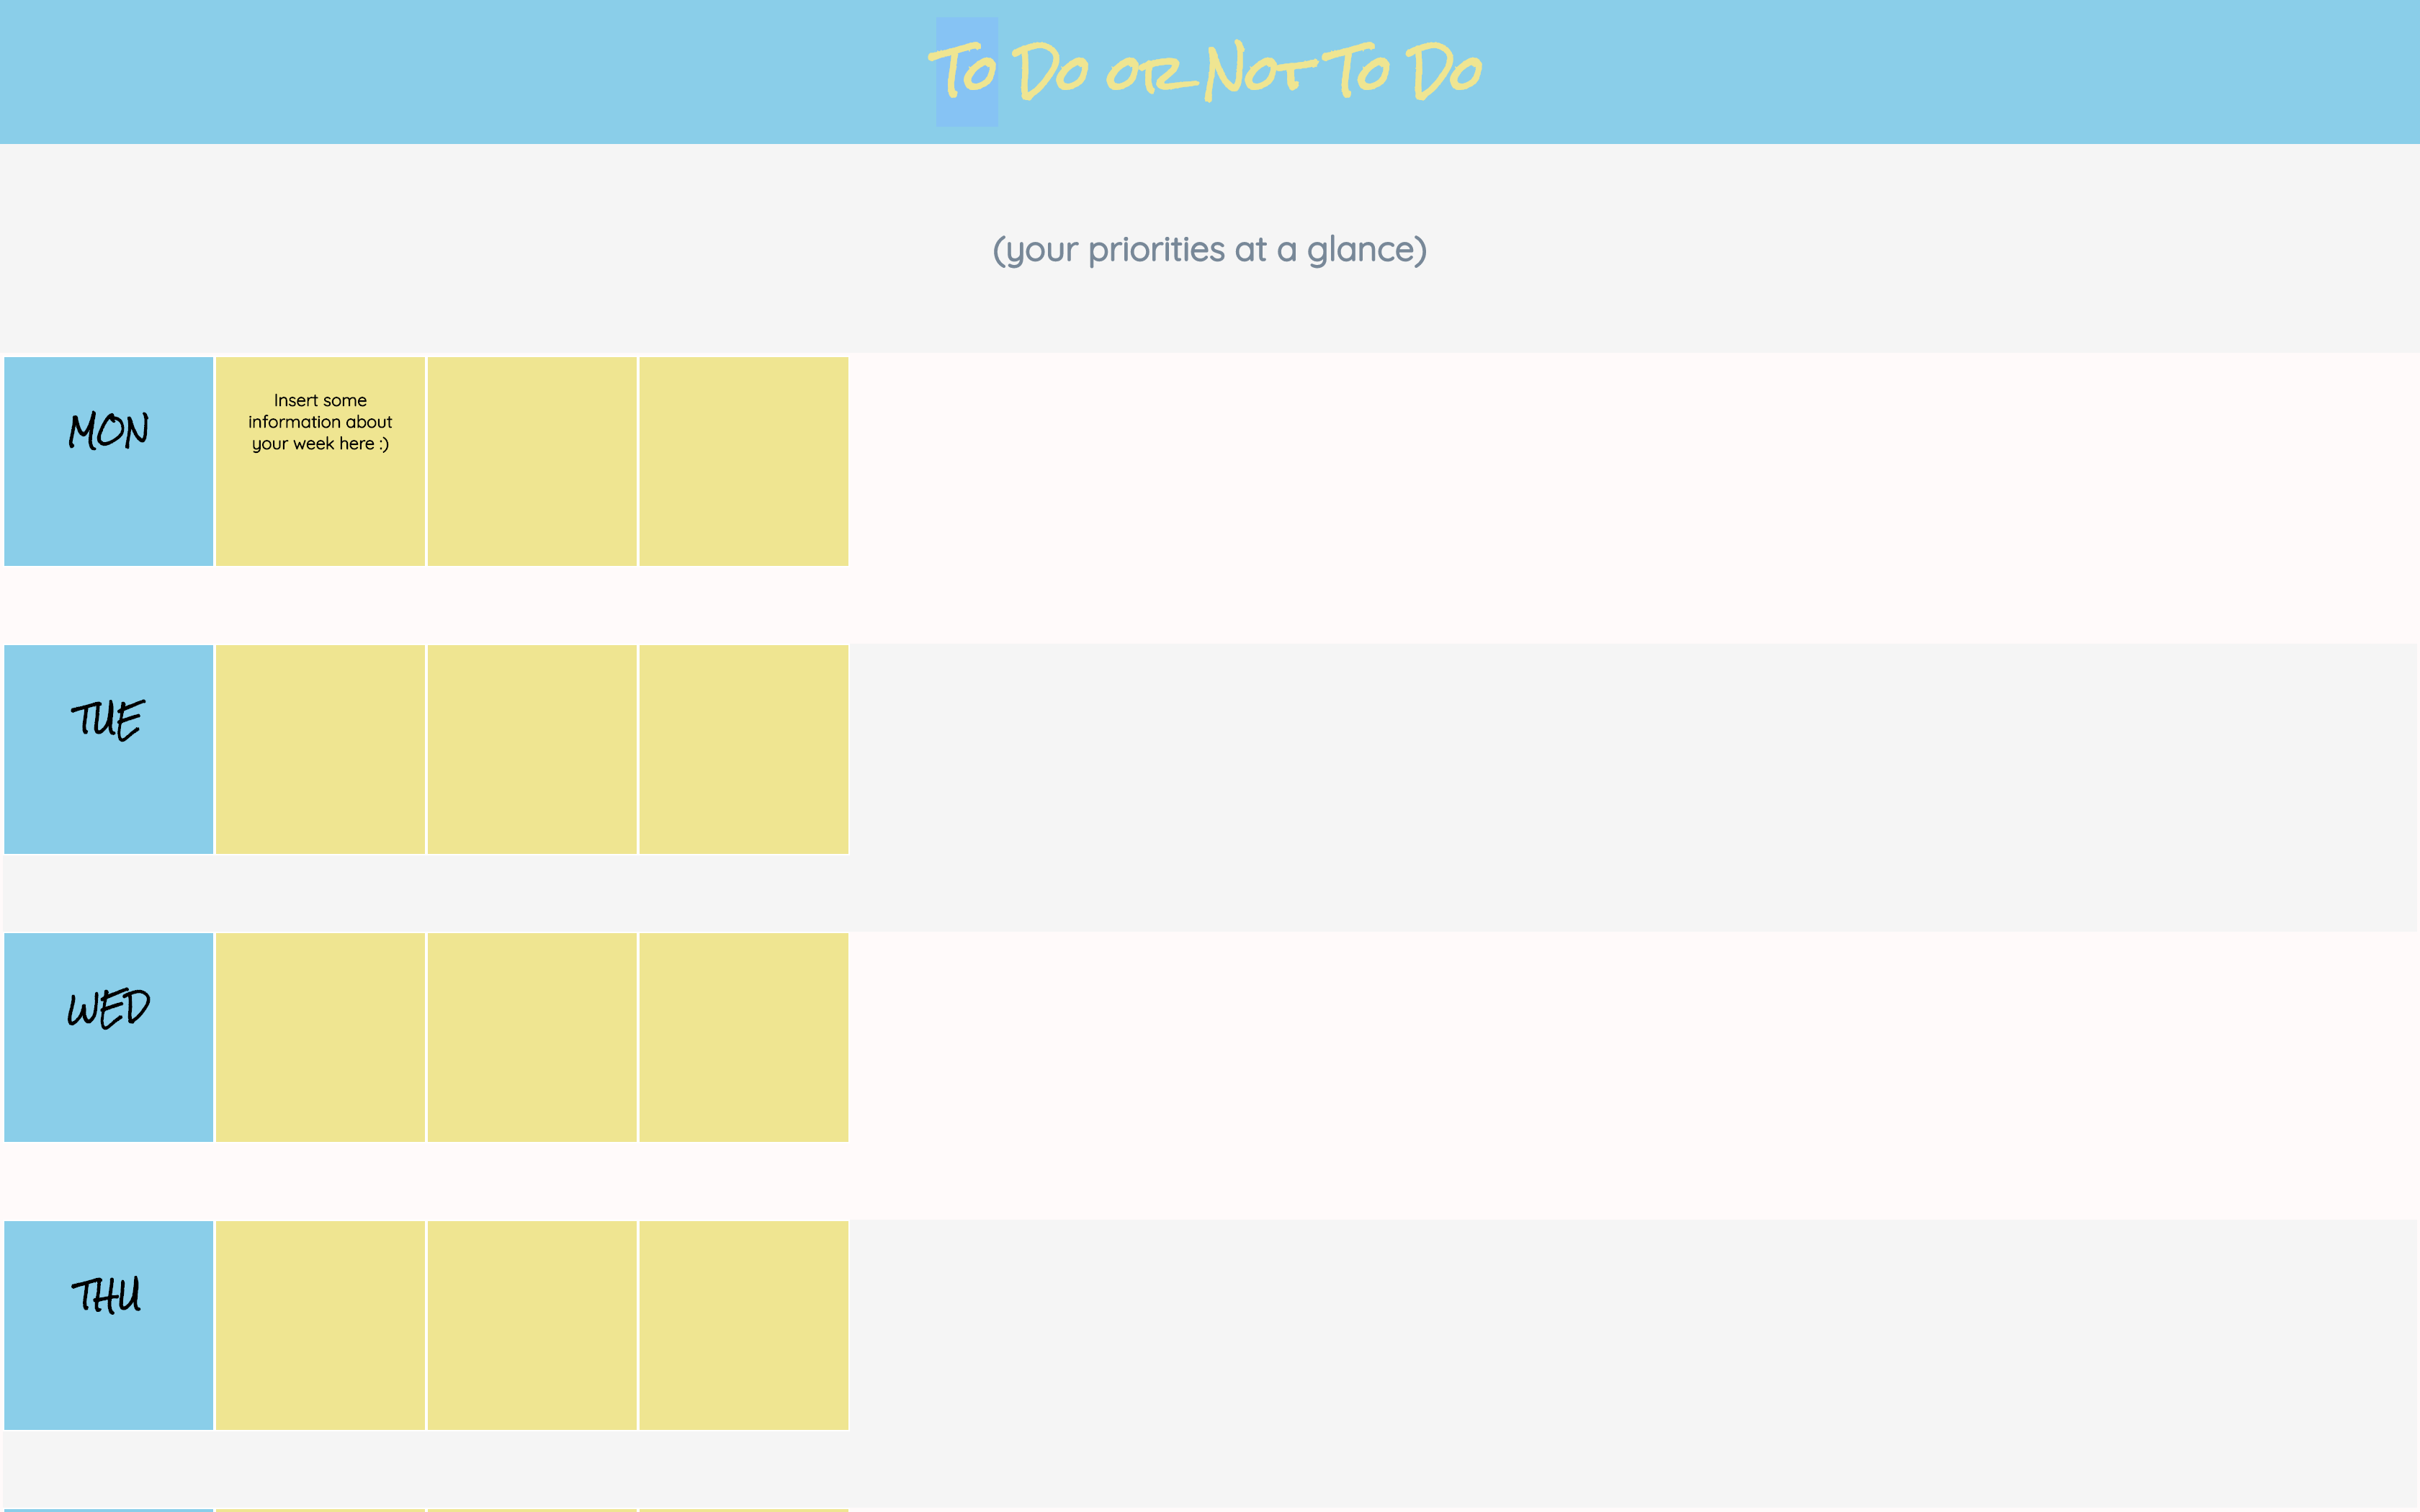 To Do or Not To Do
(your priorities at a glance)
MON
Insert some
information about
your week here :)
TUE
WED
THU